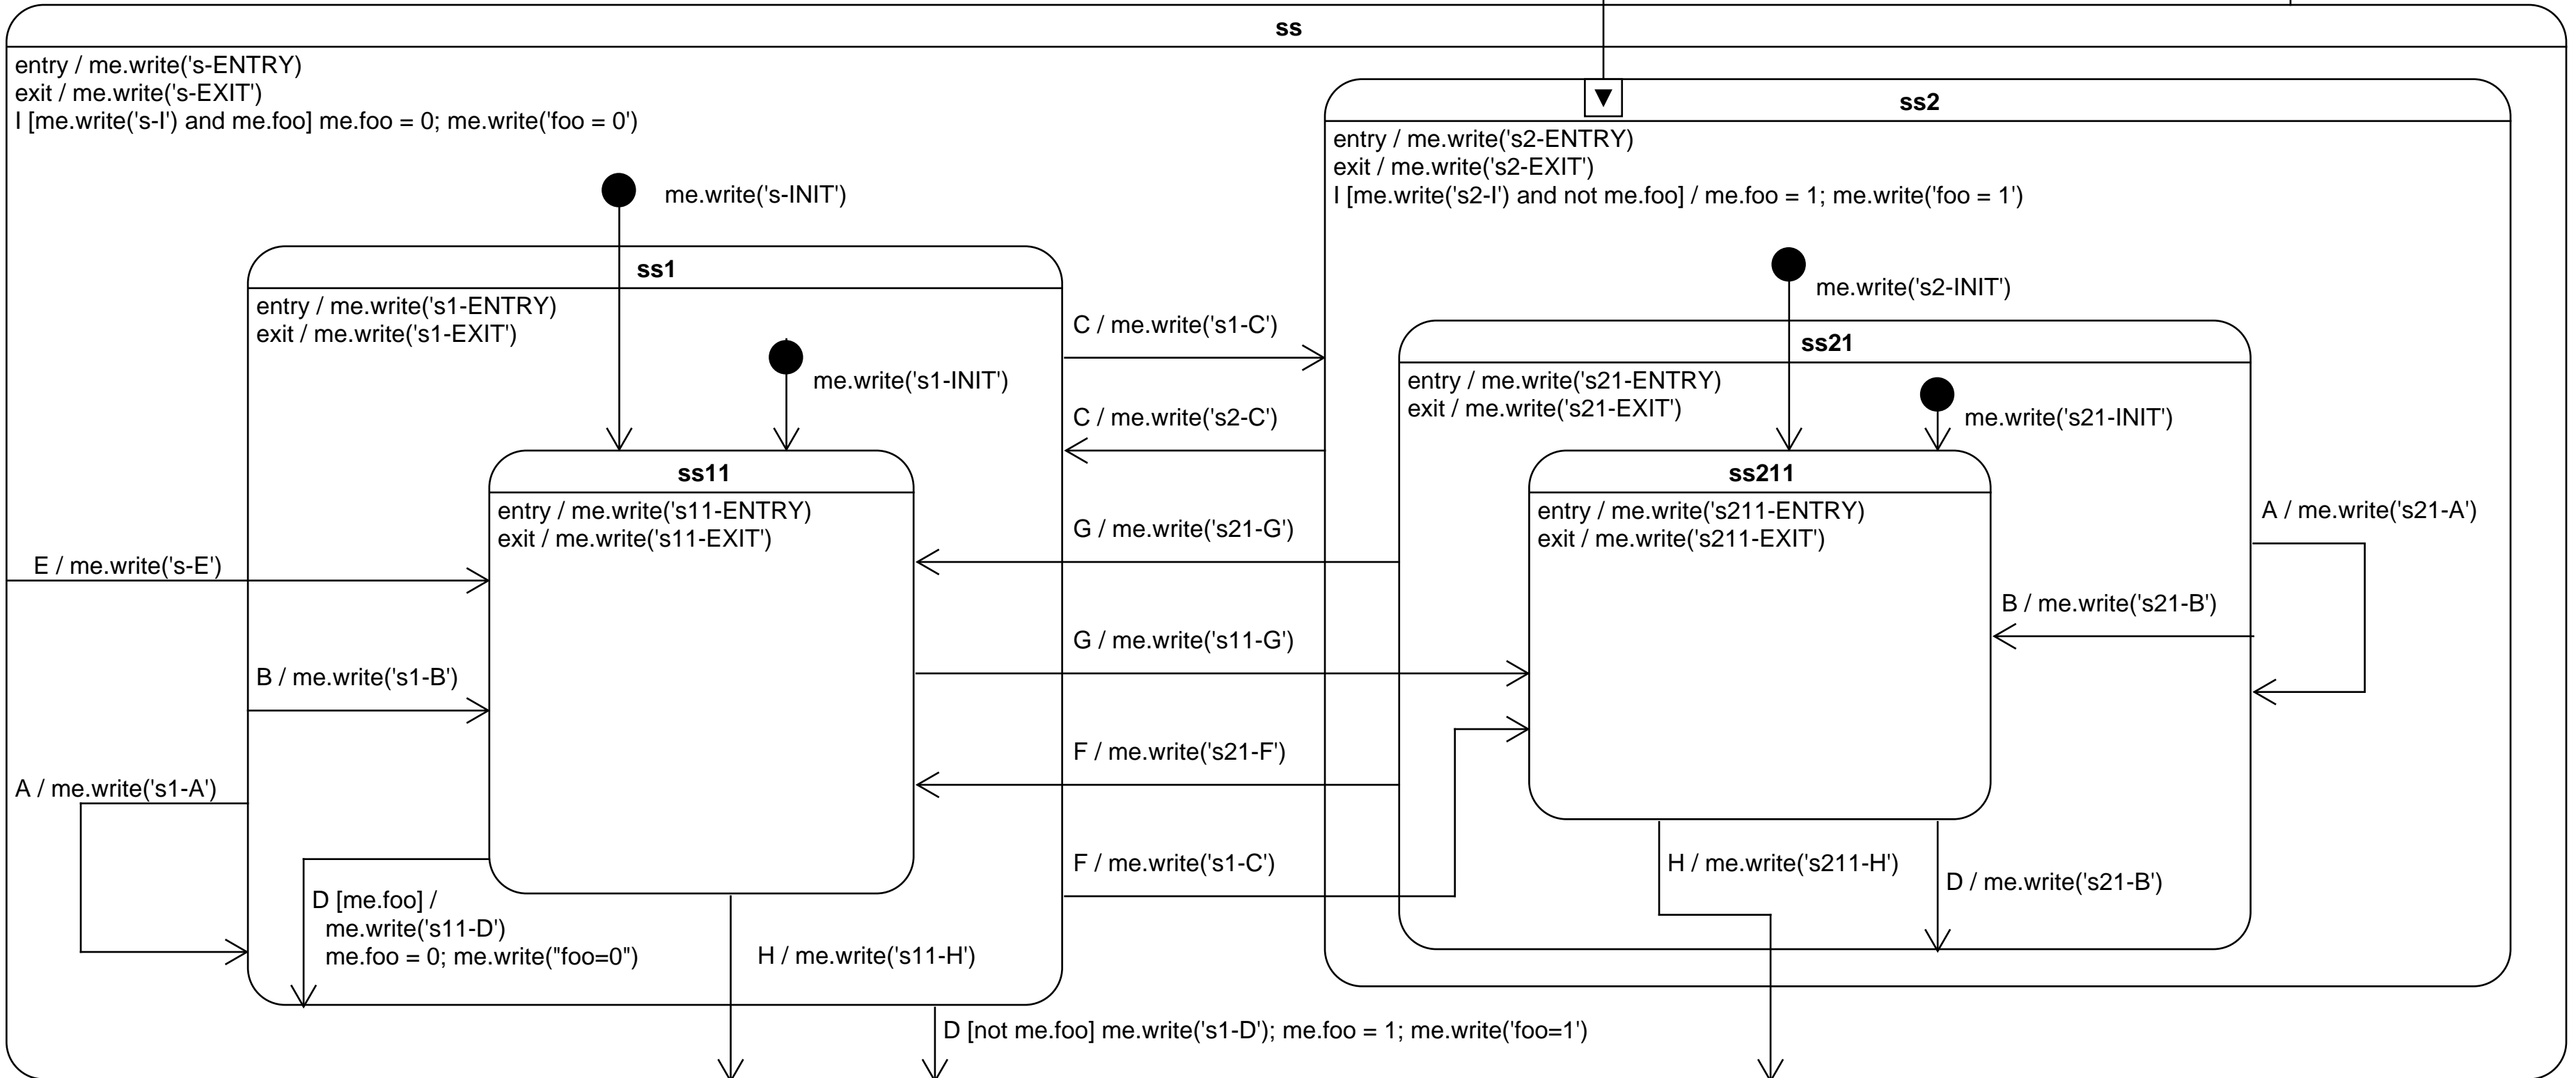 ss
entry / me.write('s-ENTRY)
exit / me.write('s-EXIT')
I [me.write('s-I') and me.foo] me.foo = 0; me.write('foo = 0')
me.write('s-INIT')
ss1
entry / me.write('s1-ENTRY)
exit / me.write('s1-EXIT')
me.write('s1-INIT')
ss11
entry / me.write('s11-ENTRY)
exit / me.write('s11-EXIT')
E / me.write('s-E')
B / me.write('s1-B')
A / me.write('s1-A')
D [me.foo] /
me.write('s11-D')
me.foo = 0; me.write("foo=0")
H / me.write('s11-H')
D [not me.foo] me.write('s1-D'); me.foo = 1; me.write('foo=1')
C / me.write('s1-C')
C / me.write('s2-C')
G / me.write('s21-G')
G / me.write('s11-G')
F / me.write('s21-F')
F / me.write('s1-C')
ss2
entry / me.write('s2-ENTRY)
exit / me.write('s2-EXIT')
I [me.write('s2-I') and not me.foo] / me.foo = 1; me.write('foo = 1')
me.write('s2-INIT')
ss21
entry / me.write('s21-ENTRY)
exit / me.write('s21-EXIT')
me.write('s21-INIT')
ss211
entry / me.write('s211-ENTRY)
exit / me.write('s211-EXIT')
A / me.write('s21-A')
B / me.write('s21-B')
H / me.write('s211-H')
D / me.write('s21-B')